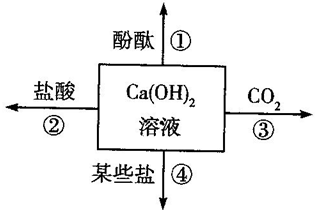 酚酞 ①
盐酸
②
Ca(OH)₂
溶液
CO₂
③
某些盐 ④